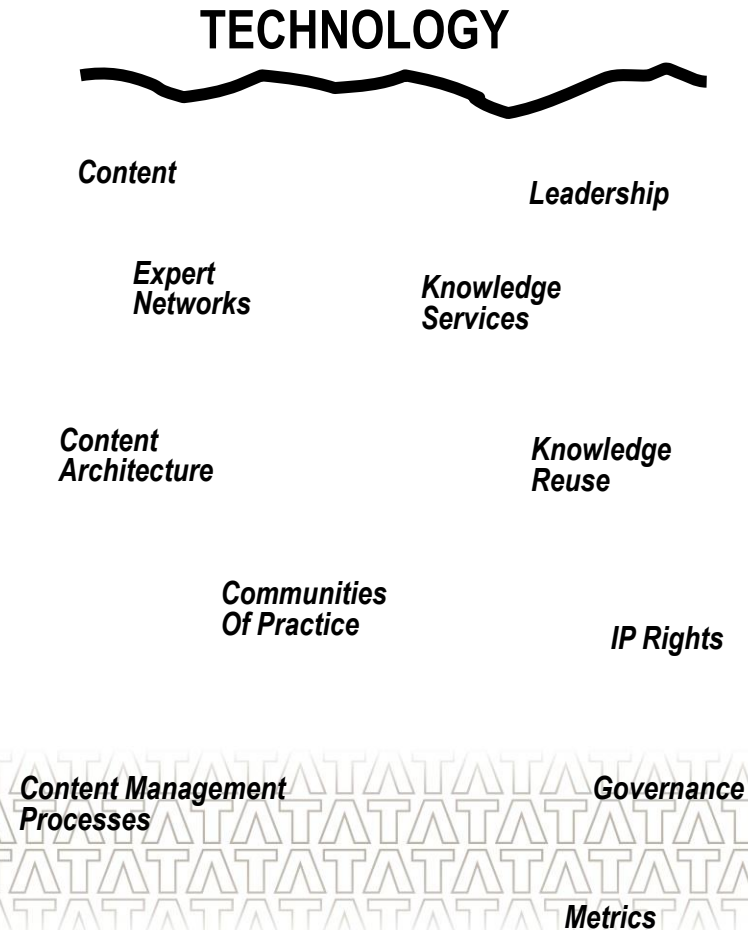 TECHNOLOGY
Content
Leadership
Expert
Networks
Knowledge
Services
Content
Architecture
Knowledge
Reuse
Communities
Of Practice
IP Rights
Content Management
Processes
Governance
Metrics